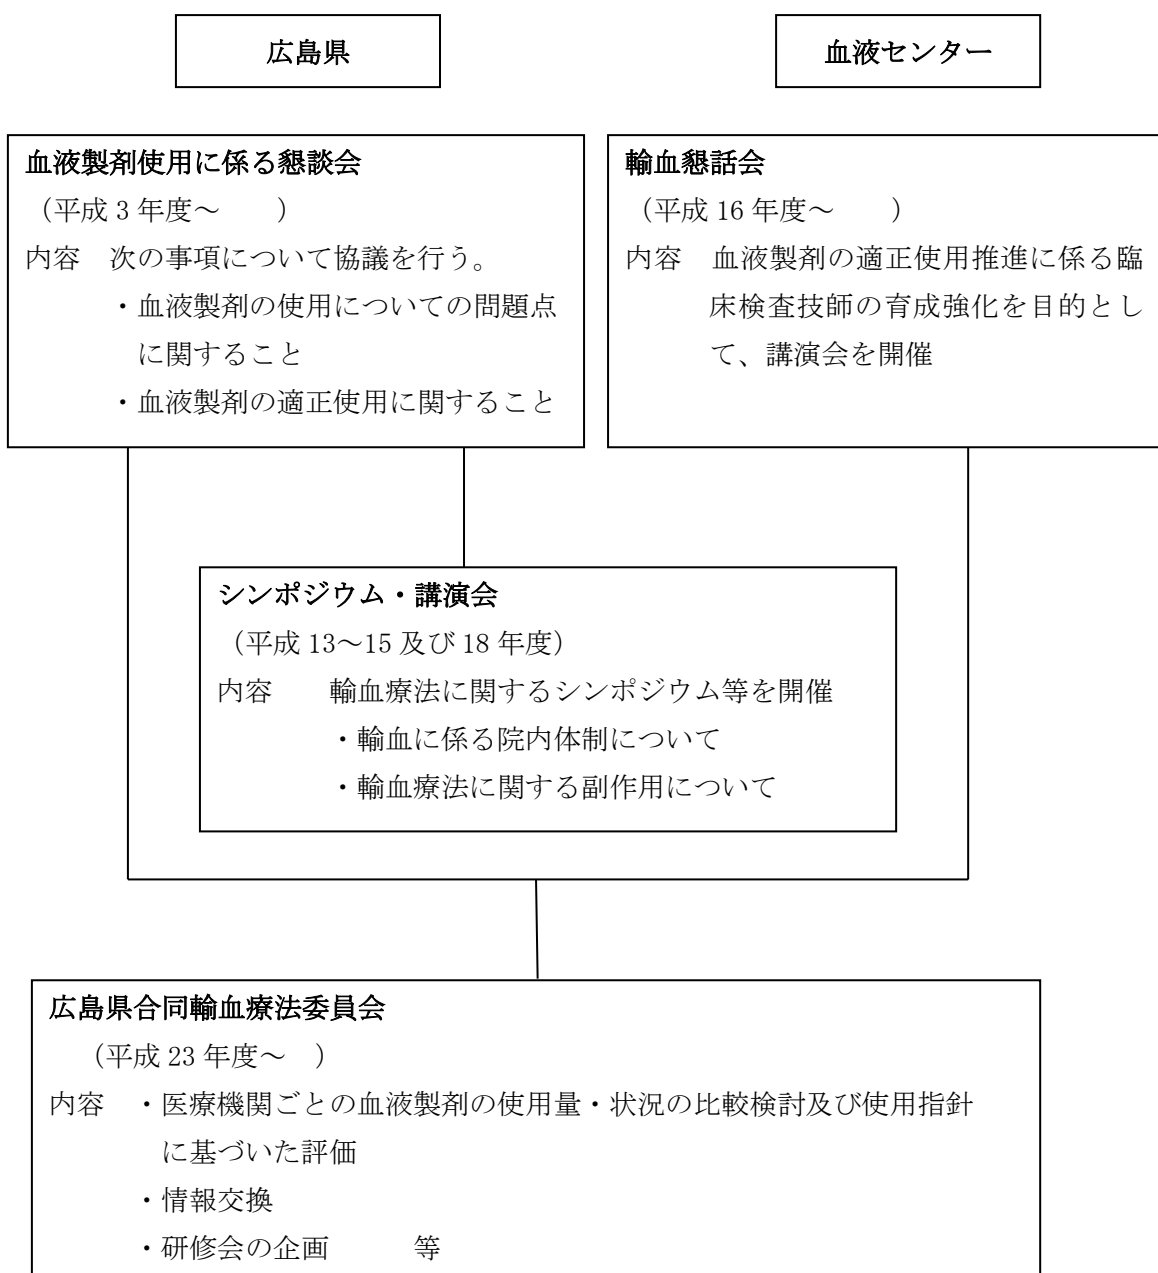 広島県
血液センター
血液製剤使用に係る懇談会
（平成 3 年度～　　）
内容　次の事項について協議を行う。
・血液製剤の使用についての問題点
に関すること
・血液製剤の適正使用に関すること
輸血懇話会
（平成 16 年度～　　）
内容　血液製剤の適正使用推進に係る臨
床検査技師の育成強化を目的とし
て、講演会を開催
シンポジウム・講演会
（平成 13～15 及び 18 年度）
内容　　輸血療法に関するシンポジウム等を開催
・輸血に係る院内体制について
・輸血療法に関する副作用について
広島県合同輸血療法委員会
（平成 23 年度～　）
内容　・医療機関ごとの血液製剤の使用量・状況の比較検討及び使用指針
に基づいた評価
・情報交換
・研修会の企画　　　等